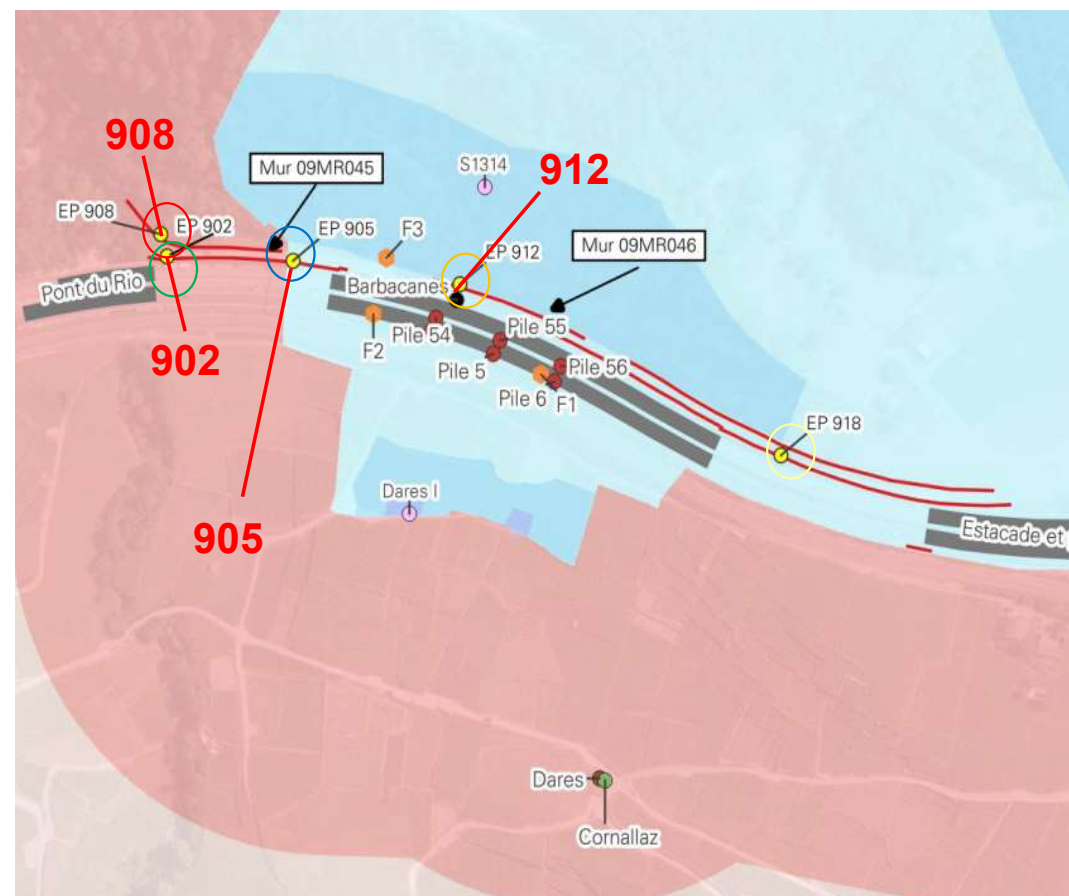 908
912
S1314
Mur 09MR045
EP 908
EP 902
EP 905
F3
EP 912
Mur 09MR046
Pont du Rio
Barbacanes
902
F2
Pile 54
Pile 55
Pile 5
Pile 56
Pile 6
F1
EP 918
Dares I
905
Estacade et
Dares
Cornallaz